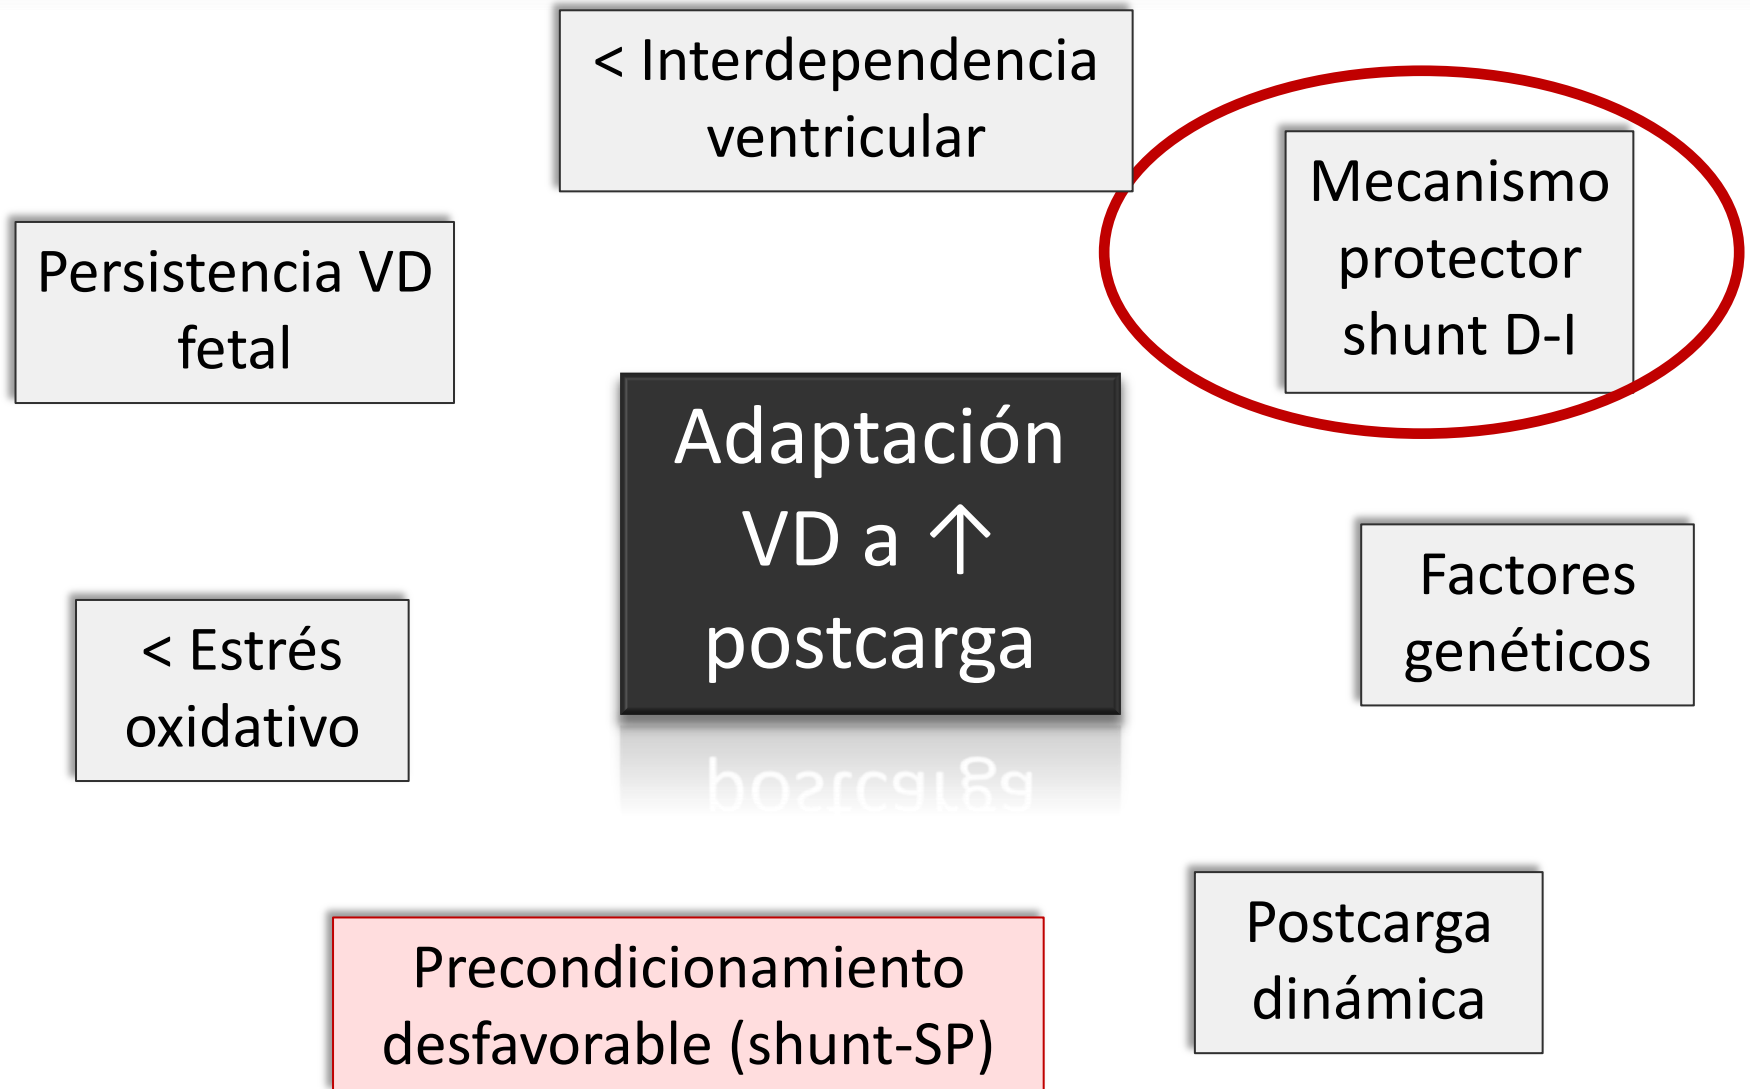 < Interdependencia
ventricular
Mecanismo
protector
shunt D-I
Persistencia VD
fetal
Adaptación
VD a ↑
postcarga
Factores
genéticos
< Estrés
oxidativo
Postcarga
dinámica
Precondicionamiento
desfavorable (shunt-SP)